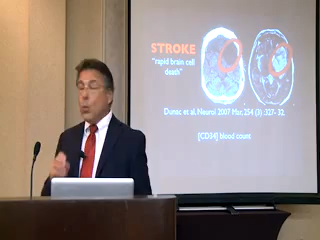 STROKE
"rapid brain cell
death"
Dunac et al, Neurol 2007 Mar. 254 (3) :327- 32.
[CD34] blood count